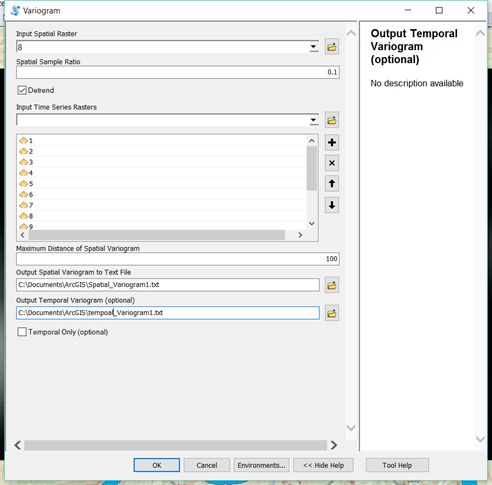 Variogram
Input Spatial Raster
8
Spatial Sample Ratio
0.1
Detrend
Input Time Series Rasters
1
2
3
4
5
6
7
8
9
Maximum Distance of Spatial Variogram
100
Output Spatial Variogram to Text File
C:\Documents\ArcGIS\Spatial_Variogram1.txt
Output Temporal Variogram (optional)
C:\Documents\ArcGIS\tempoal_Variogram1.txt
Temporal Only (optional)
OK
Cancel
Environments...
<< Hide Help
Tool Help
Output Temporal
Variogram
(optional)
No description available